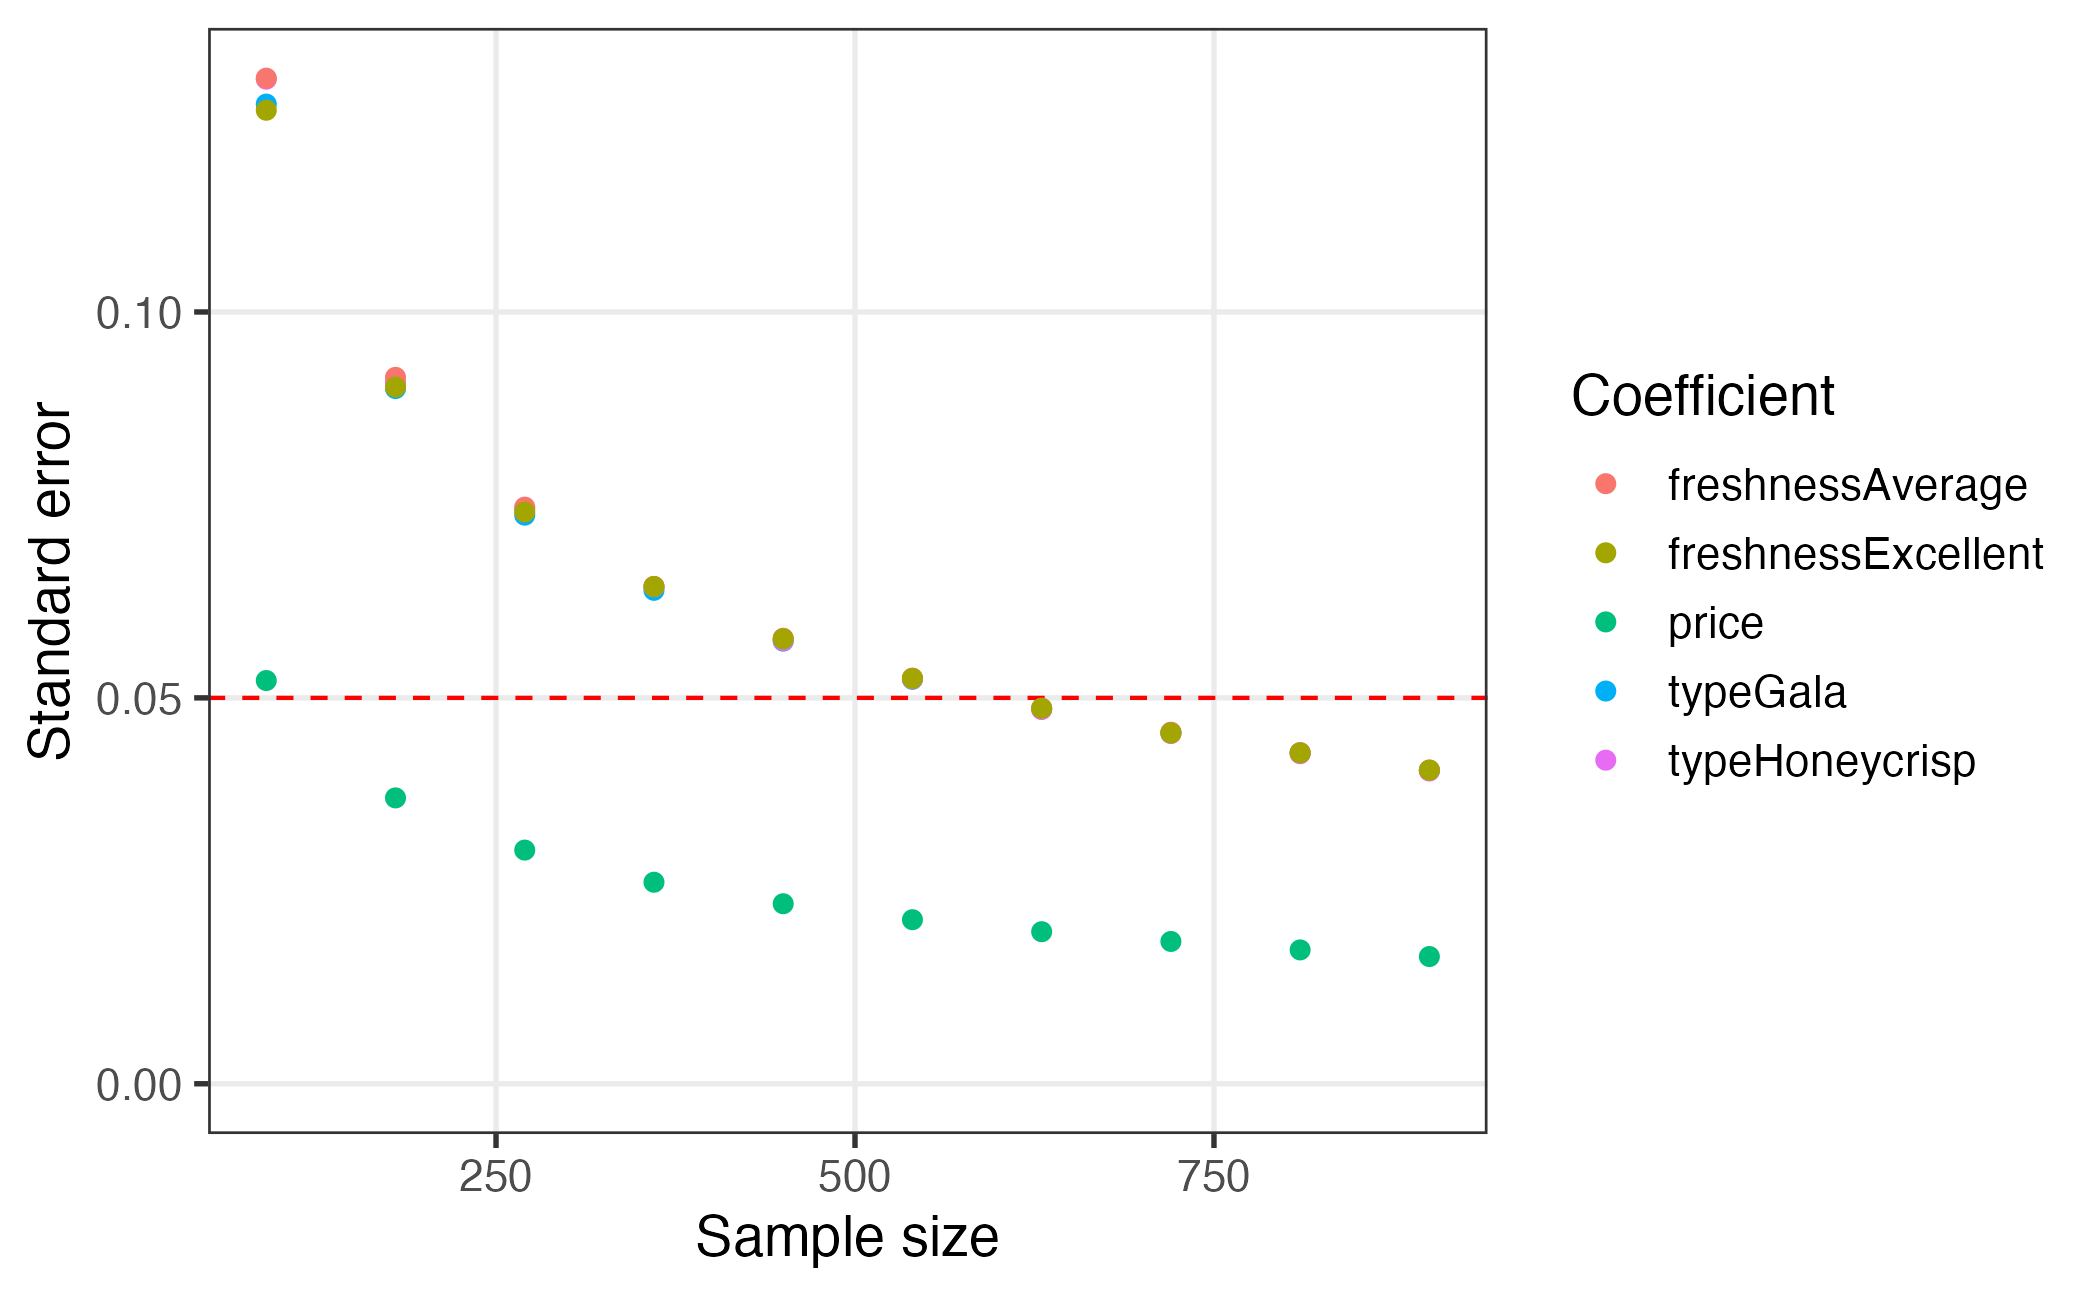 0.10
0.05
0.00
Standard error
250 500 750
Sample size
Coefficient
freshnessAverage
freshnessExcellent
price
typeGala
typeHoneycrisp